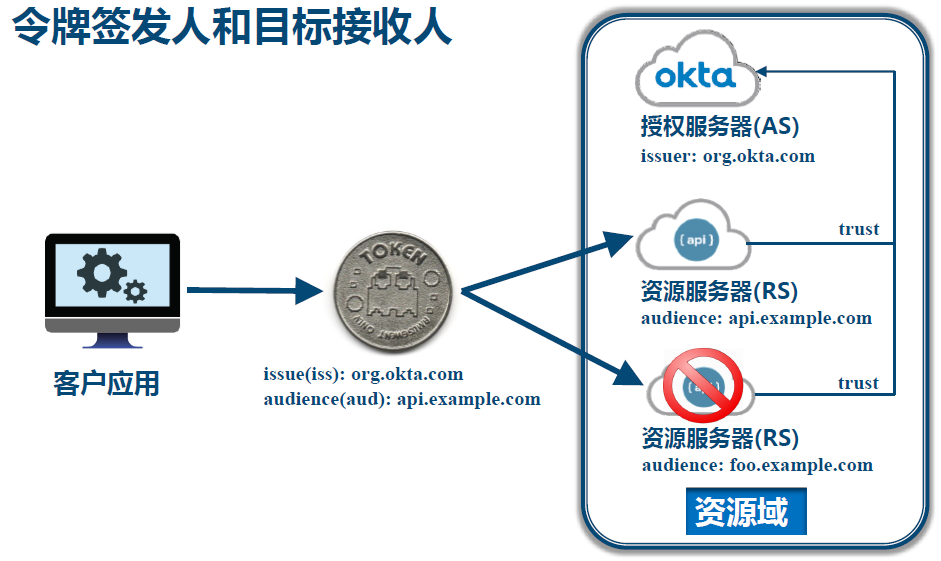 令牌签发人和目标接收人
okta
授权服务器(AS)
issuer: org.okta.com
trust
{ api }
资源服务器(RS)
audience: api.example.com
TOKEN
AMUSEMENT ONLY
客户应用
issue(iss): org.okta.com
audience(aud): api.example.com
trust
{ api }
资源服务器(RS)
audience: foo.example.com
资源域